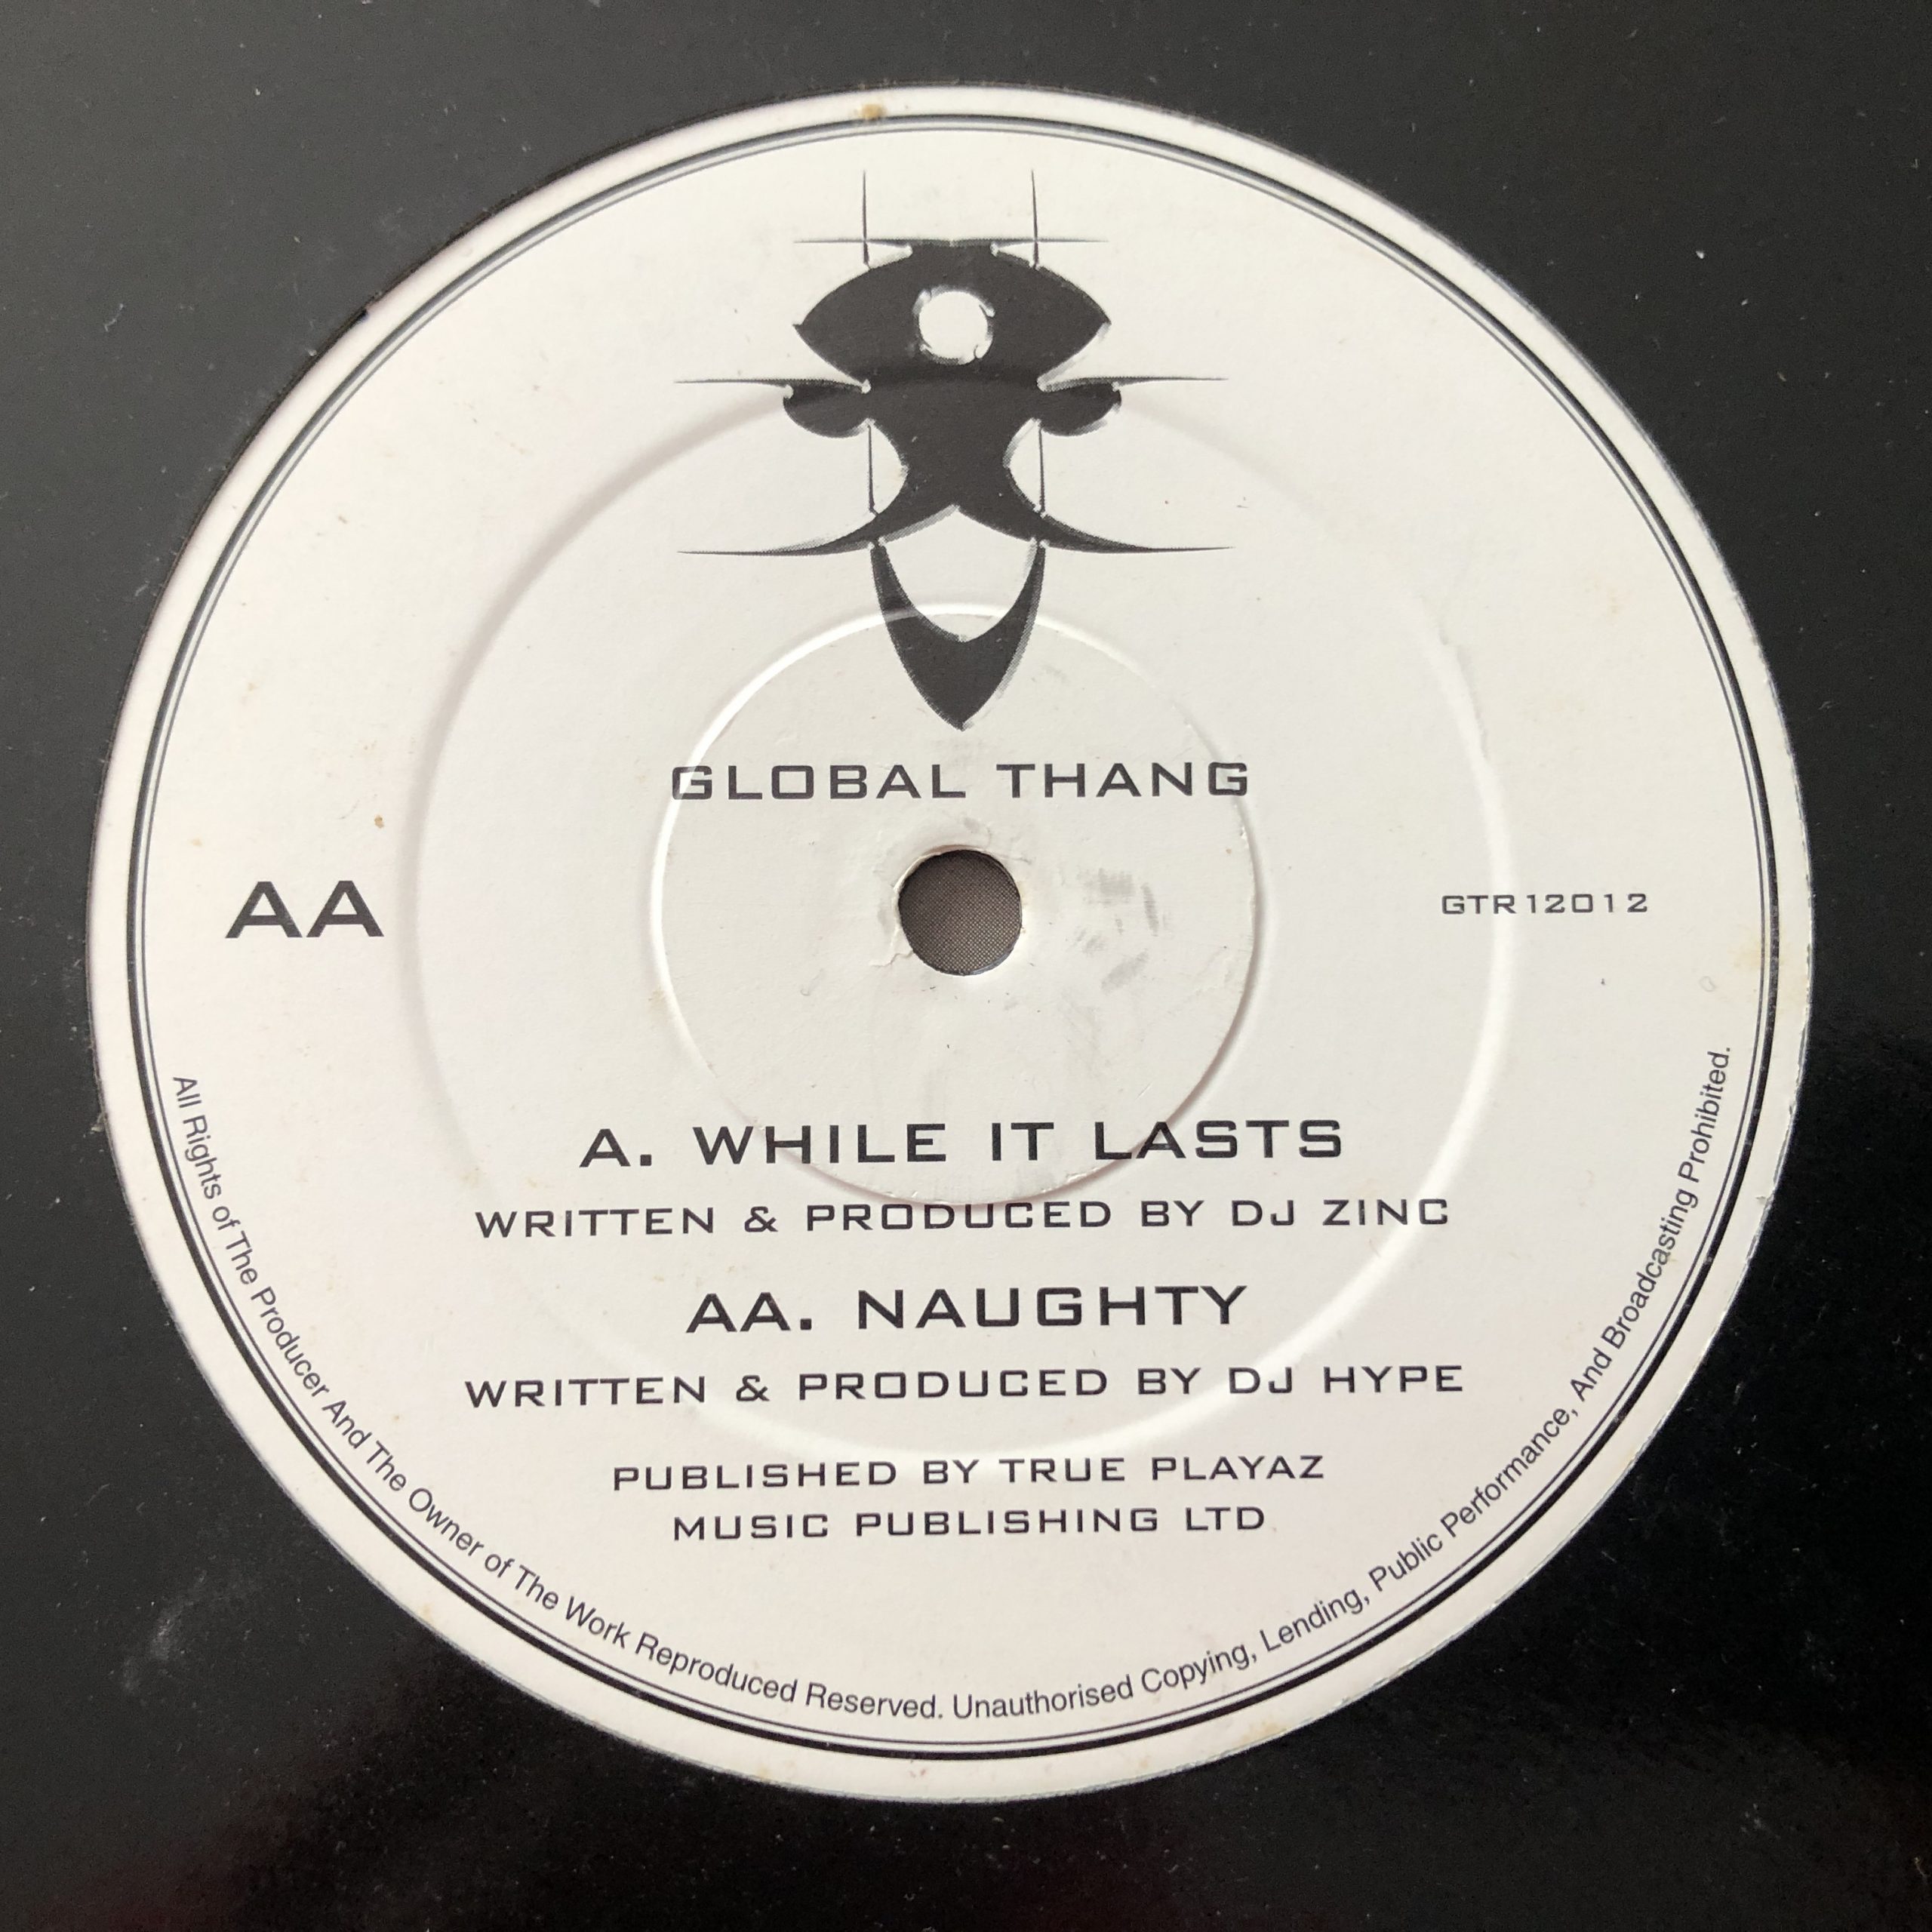 GLOBAL THANG
AA
GTR12012
A. WHILE IT LASTS
WRITTEN & PRODUCED BY DJ ZINC
AA. NAUGHTY
WRITTEN & PRODUCED BY DJ HYPE
PUBLISHED BY TRUE PLAYAZ
MUSIC PUBLISHING LTD
All Rights of The Producer And The Owner of The Work Reproduced Reserved. Unauthorised Copying, Lending, Public Performance, And Broadcasting Prohibited.